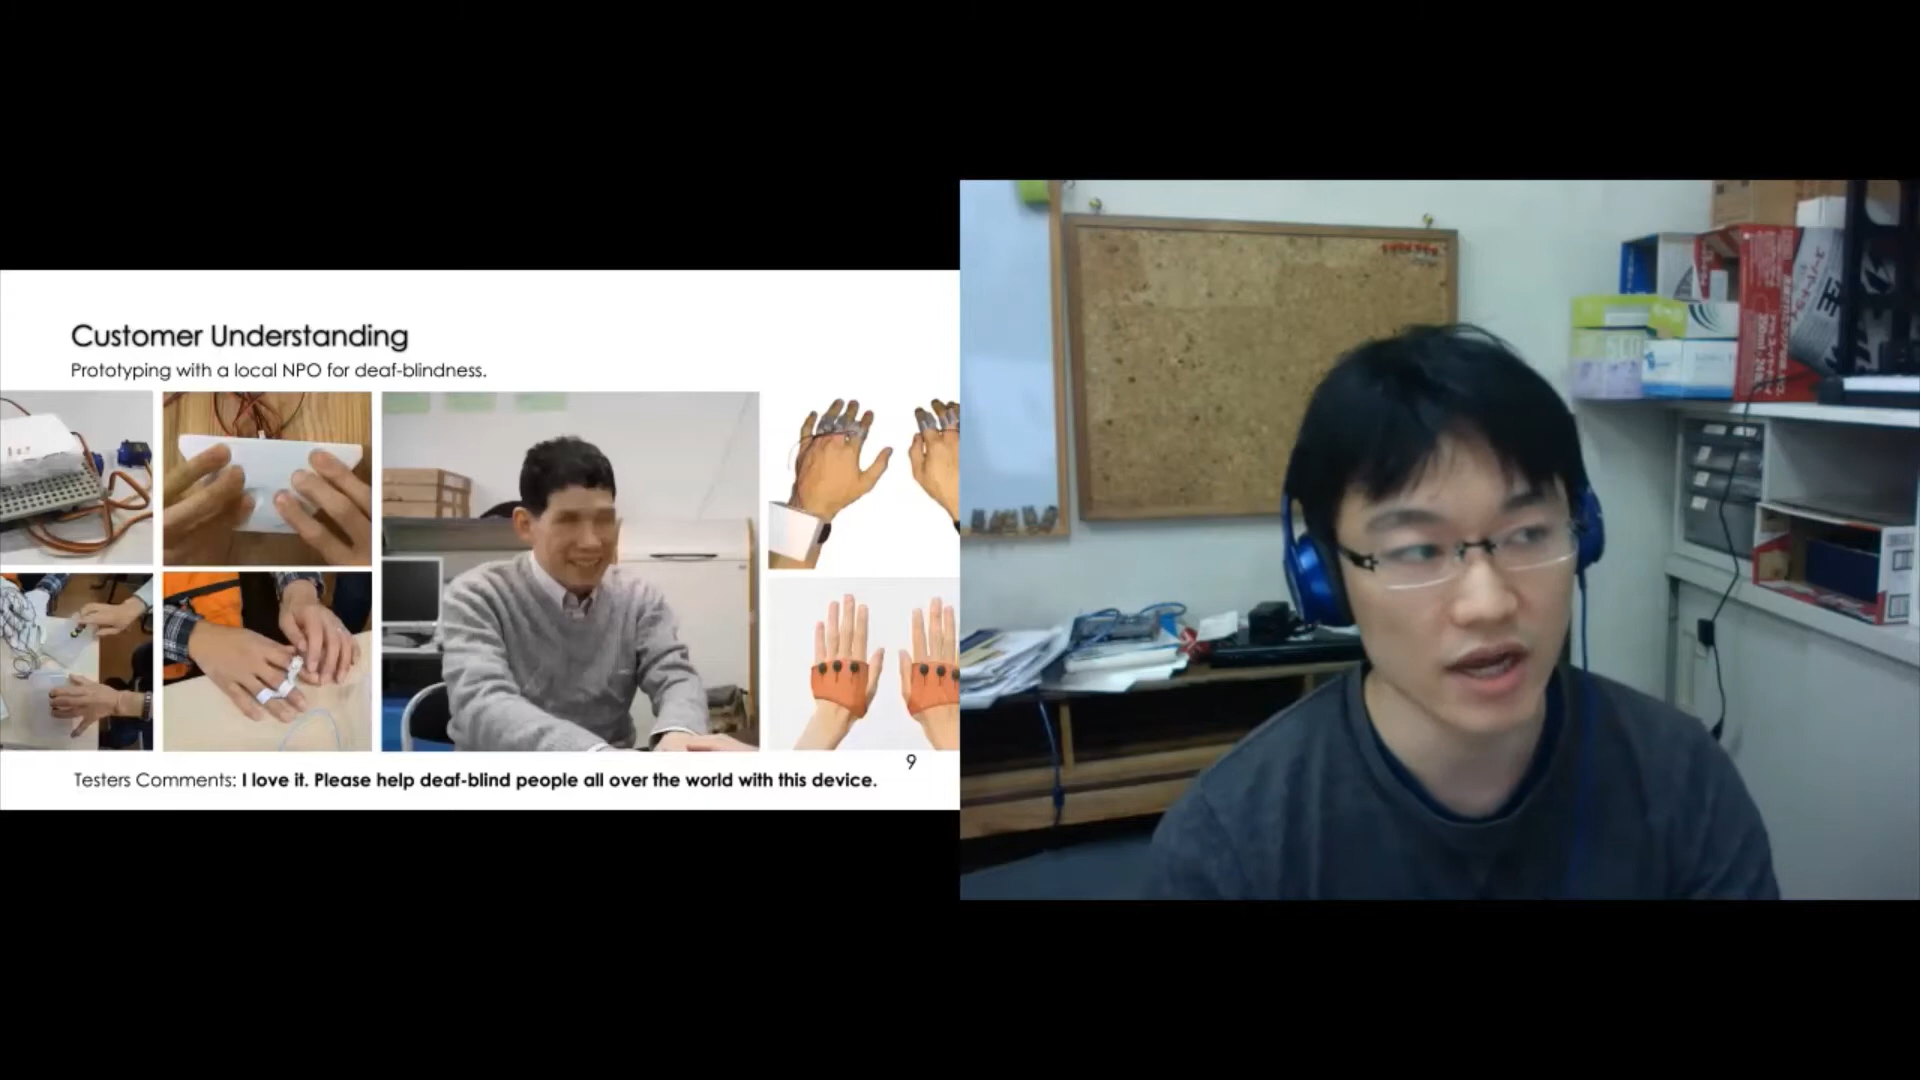 Customer Understanding
Prototyping with a local NPO for deaf-blindness.
9
Testers Comments: I love it. Please help deaf-blind people all over the world with this device.